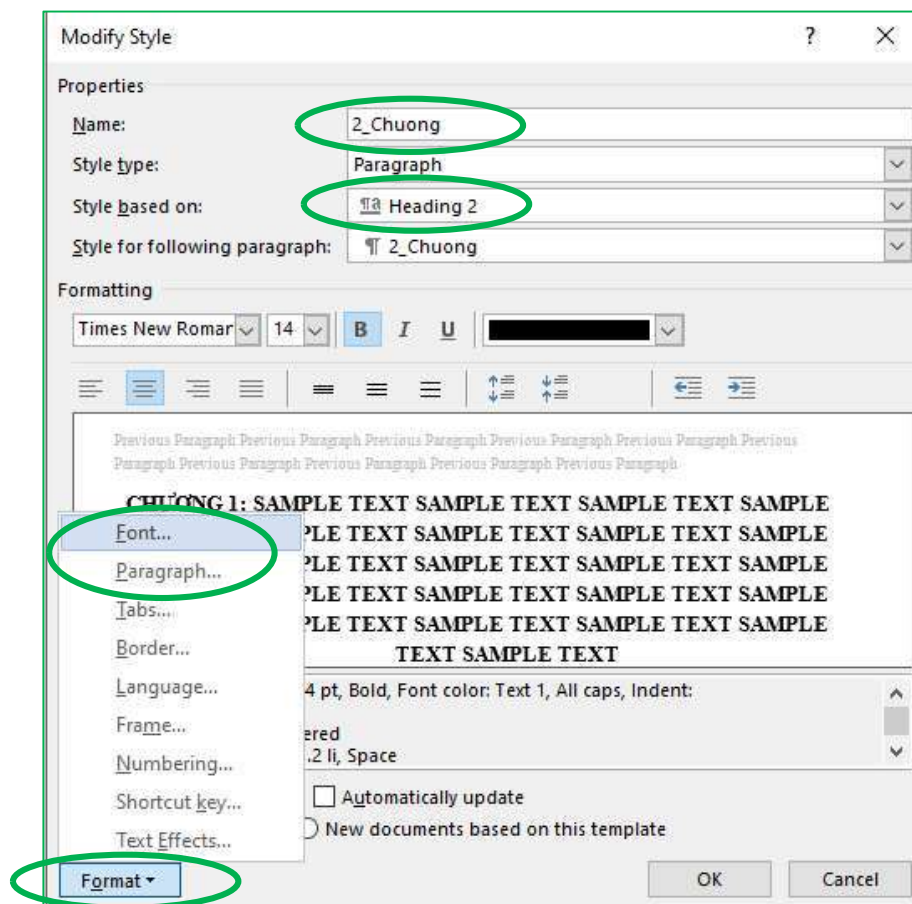 Modify Style ? ×
Properties
Name: 2_Chuong
Style type: Paragraph
Style based on: ¶a Heading 2
Style for following paragraph: ¶ 2_Chuong
Formatting
Times New Roman 14 B I U
Previous Paragraph Previous Paragraph Previous Paragraph Previous Paragraph Previous Paragraph Previous
Paragraph Previous Paragraph Previous Paragraph Previous Paragraph Previous Paragraph
CHƯƠNG 1: SAMPLE TEXT SAMPLE TEXT SAMPLE TEXT SAMPLE
Font... PLE TEXT SAMPLE TEXT SAMPLE TEXT SAMPLE
Paragraph... PLE TEXT SAMPLE TEXT SAMPLE TEXT SAMPLE
PLE TEXT SAMPLE TEXT SAMPLE TEXT SAMPLE
Tabs... PLE TEXT SAMPLE TEXT SAMPLE TEXT SAMPLE
Border... TEXT SAMPLE TEXT
Language... 4 pt, Bold, Font color: Text 1, All caps, Indent:
Frame... ered
Numbering... .2 li, Space
Shortcut key... Automatically update
Text Effects... New documents based on this template
Format OK Cancel